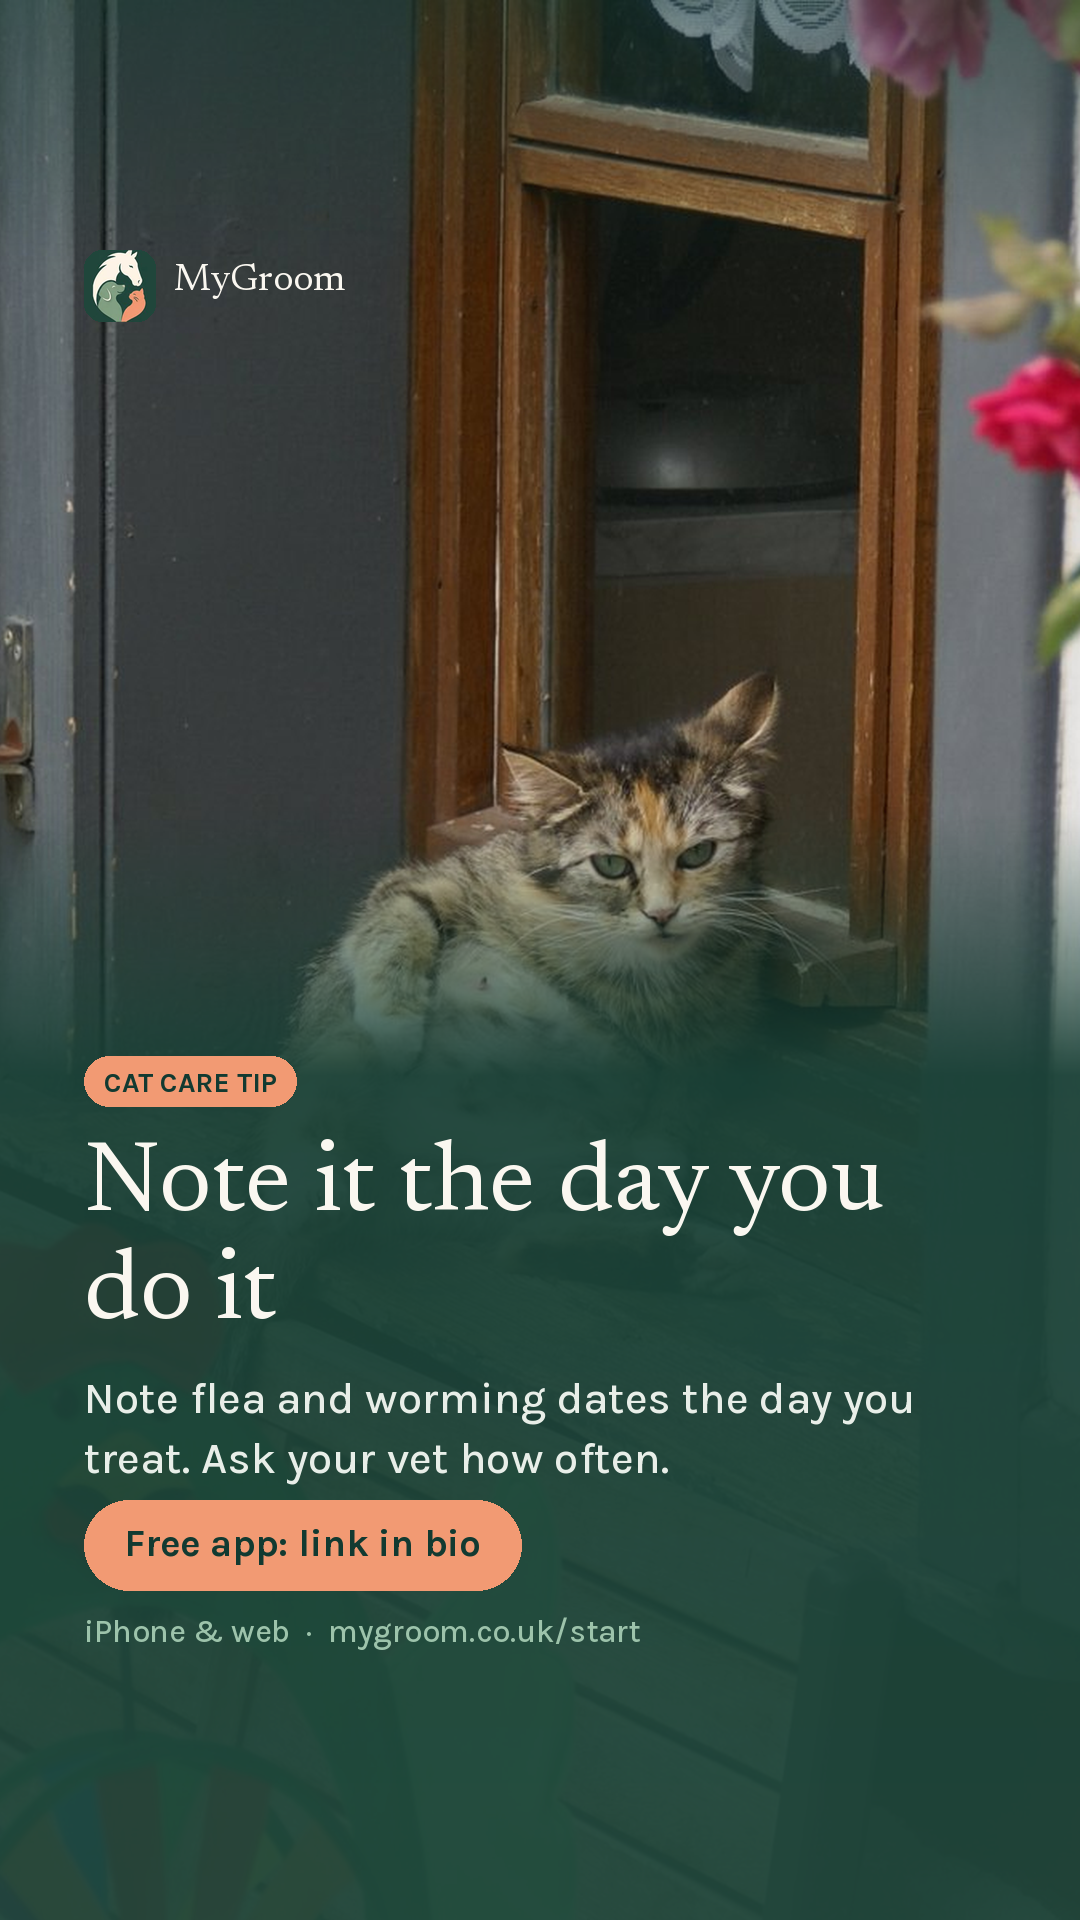 MyGroom
CAT CARE TIP
Note it the day you
do it
Note flea and worming dates the day you
treat. Ask your vet how often.
Free app: link in bio
iPhone & web · mygroom.co.uk/start